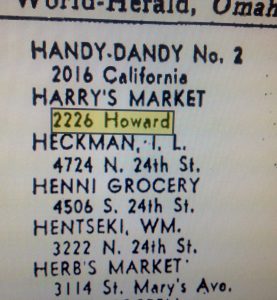 World-Herald, Omah
HANDY-DANDY No. 2
2016 California
HARRY'S MARKET
2226 Howard
HECKMAN, I. L.
4724 N. 24th St.
HENNI GROCERY
4506 S. 24th St.
HENTSEKI, WM.
3222 N. 24th St.
HERB'S MARKET
3114 St. Mary's Ave.